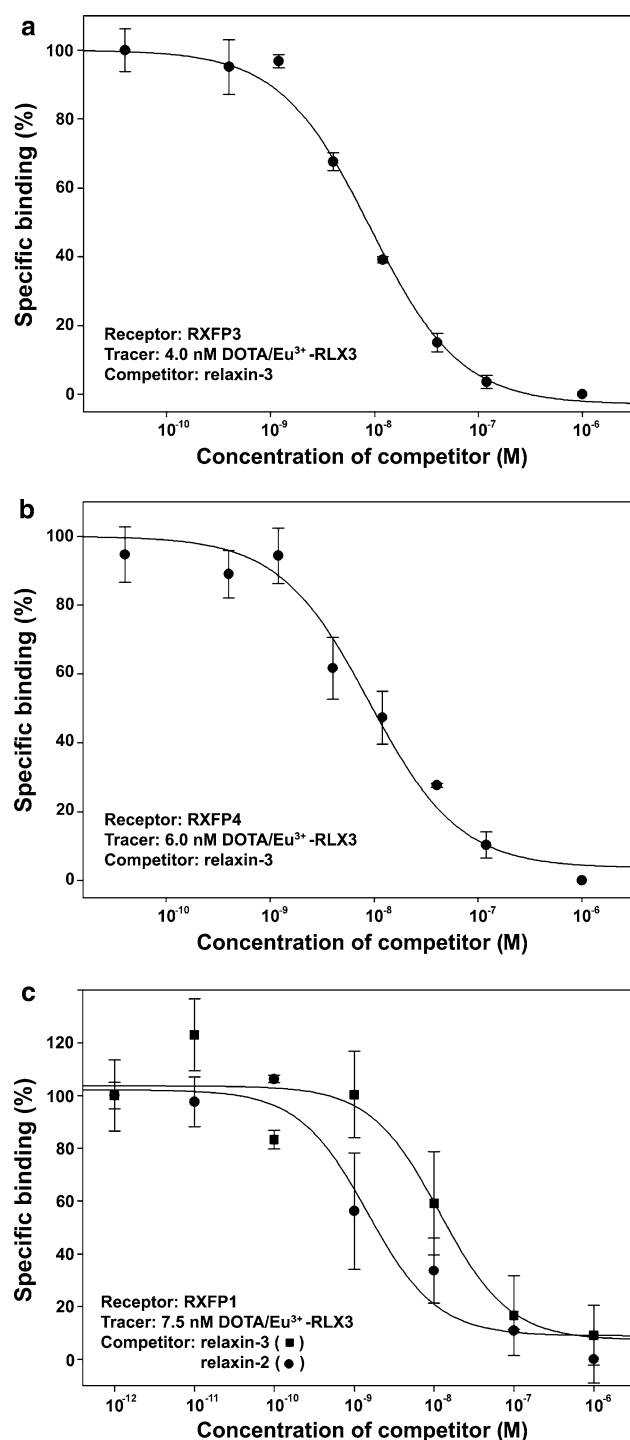 a
Specific binding (%)
100
80
60
40
20
0
Receptor: RXFP3
Tracer: 4.0 nM DOTA/Eu³⁺-RLX3
Competitor: relaxin-3
10⁻¹⁰ 10⁻⁹ 10⁻⁸ 10⁻⁷ 10⁻⁶
Concentration of competitor (M)
b
Specific binding (%)
100
80
60
40
20
0
Receptor: RXFP4
Tracer: 6.0 nM DOTA/Eu³⁺-RLX3
Competitor: relaxin-3
10⁻¹⁰ 10⁻⁹ 10⁻⁸ 10⁻⁷ 10⁻⁶
Concentration of competitor (M)
c
Specific binding (%)
120
100
80
60
40
20
0
Receptor: RXFP1
Tracer: 7.5 nM DOTA/Eu³⁺-RLX3
Competitor: relaxin-3 (■)
relaxin-2 (●)
10⁻¹² 10⁻¹¹ 10⁻¹⁰ 10⁻⁹ 10⁻⁸ 10⁻⁷ 10⁻⁶
Concentration of competitor (M)